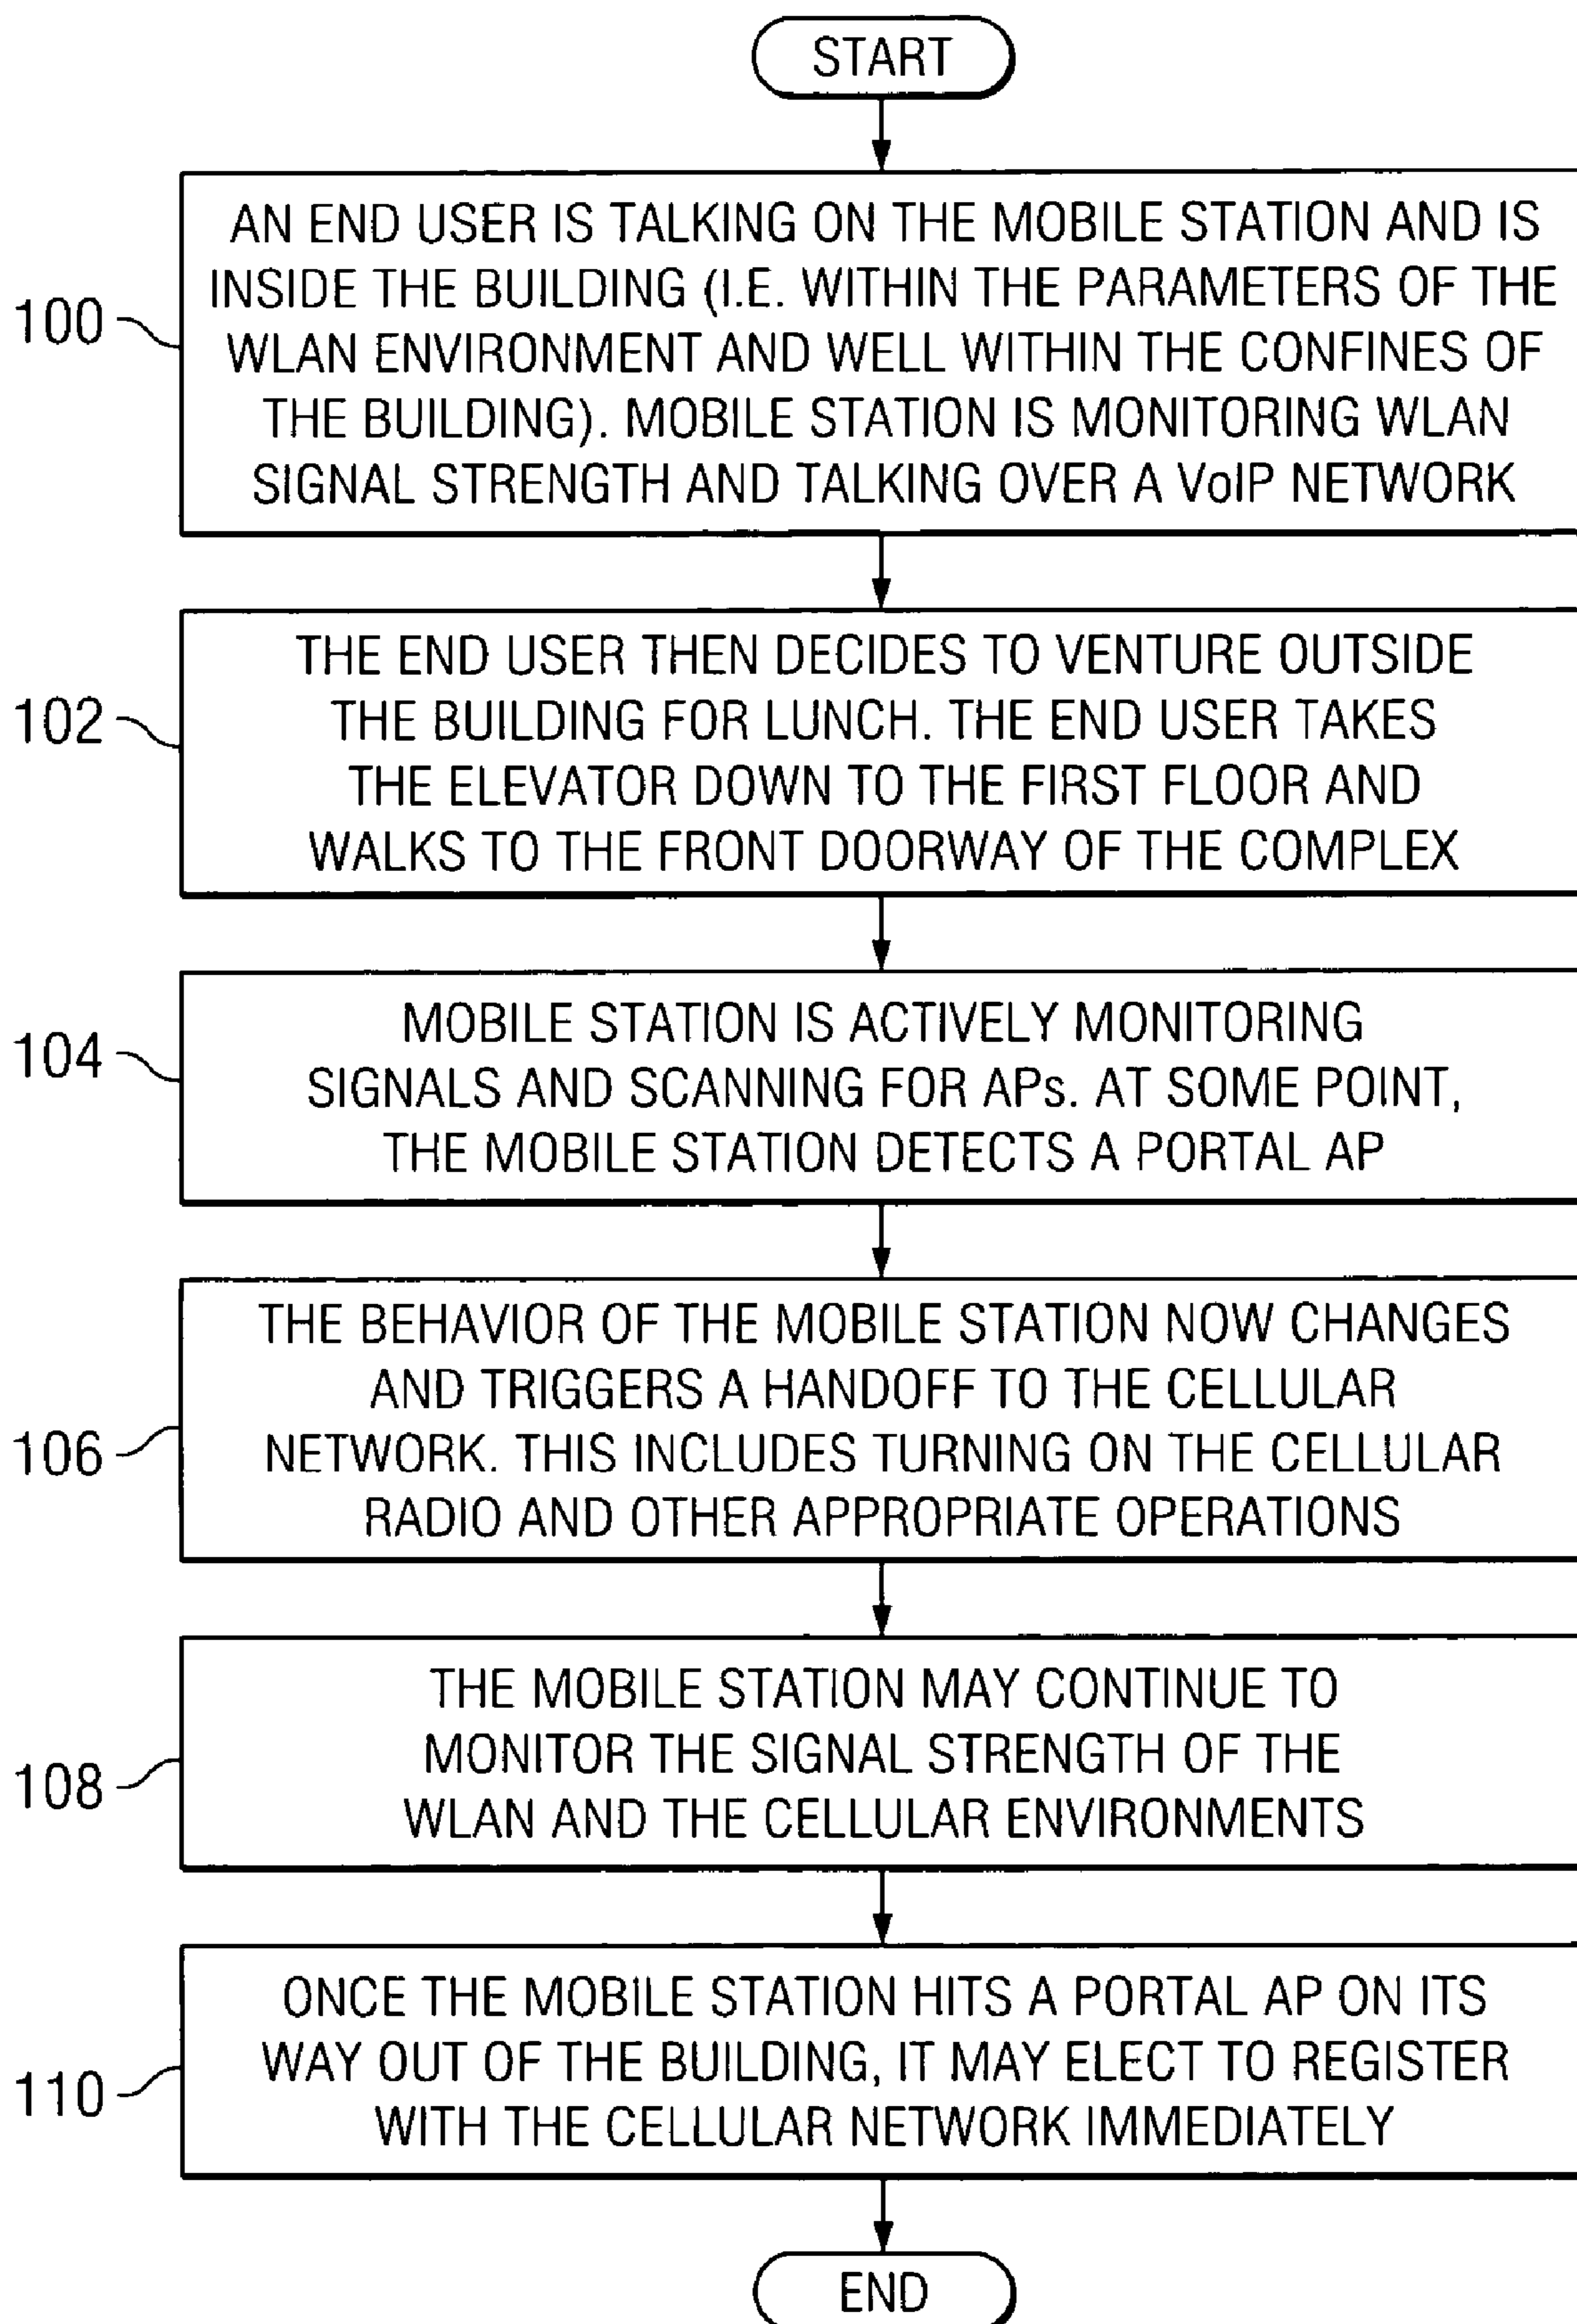 START
AN END USER IS TALKING ON THE MOBILE STATION AND IS
INSIDE THE BUILDING (I.E. WITHIN THE PARAMETERS OF THE
WLAN ENVIRONMENT AND WELL WITHIN THE CONFINES OF
THE BUILDING). MOBILE STATION IS MONITORING WLAN
SIGNAL STRENGTH AND TALKING OVER A VoIP NETWORK
100
THE END USER THEN DECIDES TO VENTURE OUTSIDE
THE BUILDING FOR LUNCH. THE END USER TAKES
THE ELEVATOR DOWN TO THE FIRST FLOOR AND
WALKS TO THE FRONT DOORWAY OF THE COMPLEX
102
MOBILE STATION IS ACTIVELY MONITORING
SIGNALS AND SCANNING FOR APs. AT SOME POINT,
THE MOBILE STATION DETECTS A PORTAL AP
104
THE BEHAVIOR OF THE MOBILE STATION NOW CHANGES
AND TRIGGERS A HANDOFF TO THE CELLULAR
NETWORK. THIS INCLUDES TURNING ON THE CELLULAR
RADIO AND OTHER APPROPRIATE OPERATIONS
106
THE MOBILE STATION MAY CONTINUE TO
MONITOR THE SIGNAL STRENGTH OF THE
WLAN AND THE CELLULAR ENVIRONMENTS
108
ONCE THE MOBILE STATION HITS A PORTAL AP ON ITS
WAY OUT OF THE BUILDING, IT MAY ELECT TO REGISTER
WITH THE CELLULAR NETWORK IMMEDIATELY
110
END